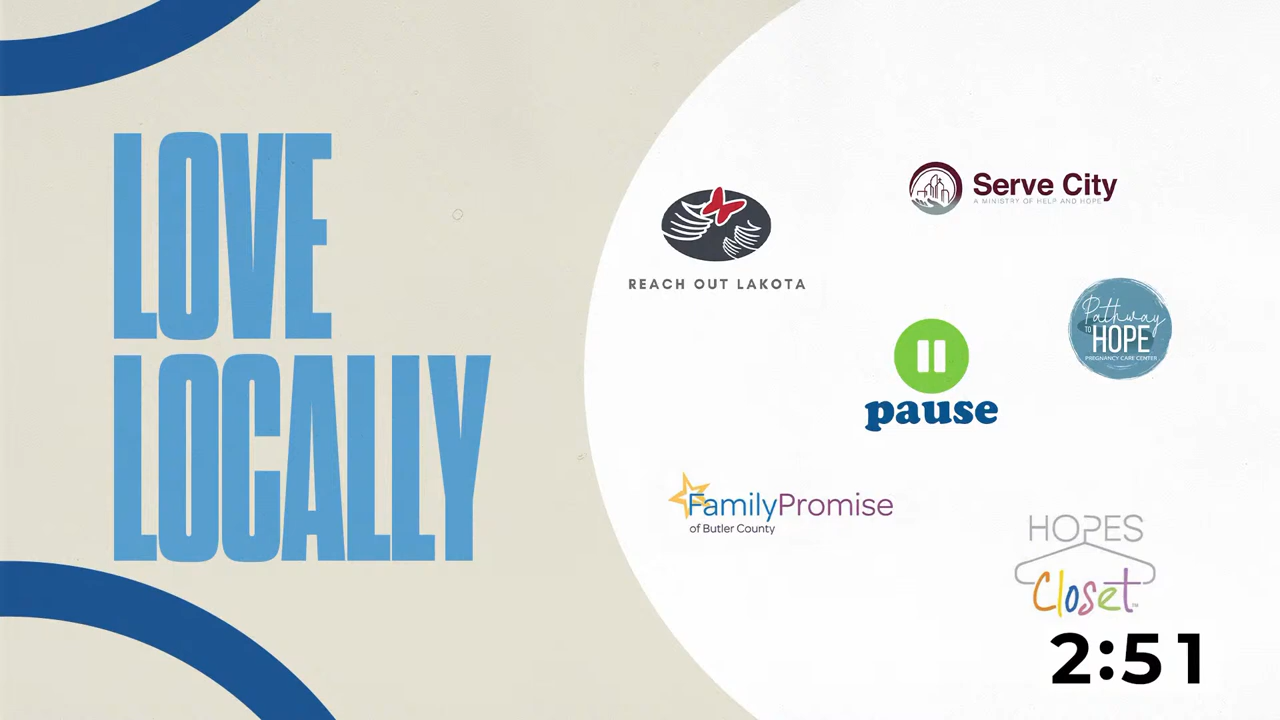 LOVE
LOCALLY
REACH OUT LAKOTA
Serve City
A MINISTRY OF HELP AND HOPE
Pathway
TO HOPE
PREGNANCY CARE CENTER
pause
FamilyPromise
of Butler County
HOPES
Closet™
2:51